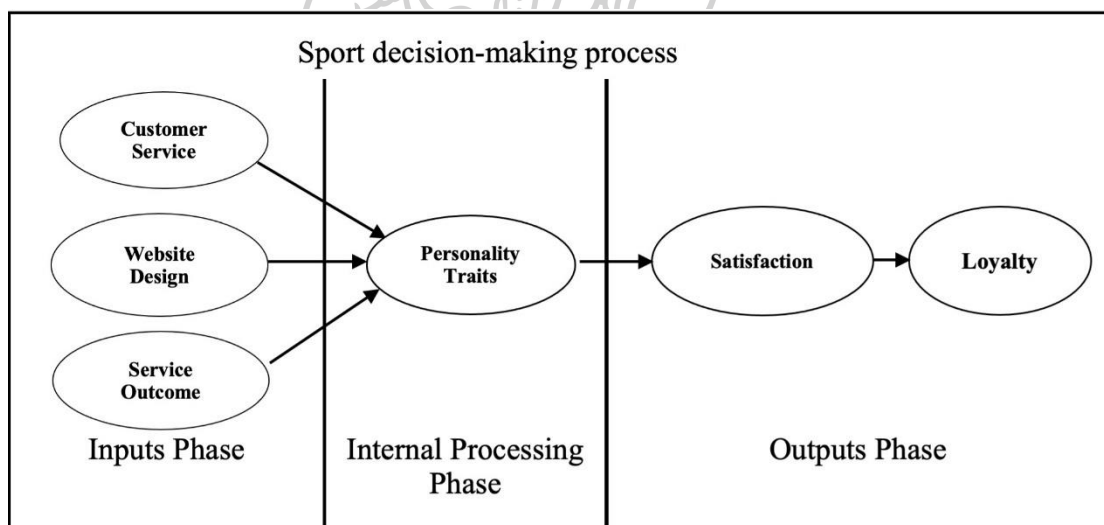 Sport decision-making process
Customer
Service
Website
Design
Service
Outcome
Personality
Traits
Satisfaction
Loyalty
Inputs Phase
Internal Processing
Phase
Outputs Phase